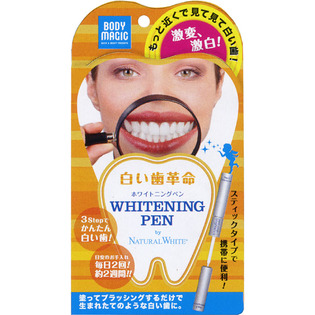 BODY
MAGIC
もっと近くで見て見て白い歯！
激変、
激白！
白い歯革命
ホワイトニングペン
WHITENING
PEN
by
NATURAL WHITE®
3Stepで
かんたん
白い歯！
毎日2回！
約2週間!!
スティックタイプで
携帯に便利！
塗ってブラッシングするだけで
生まれたてのような白い歯に。